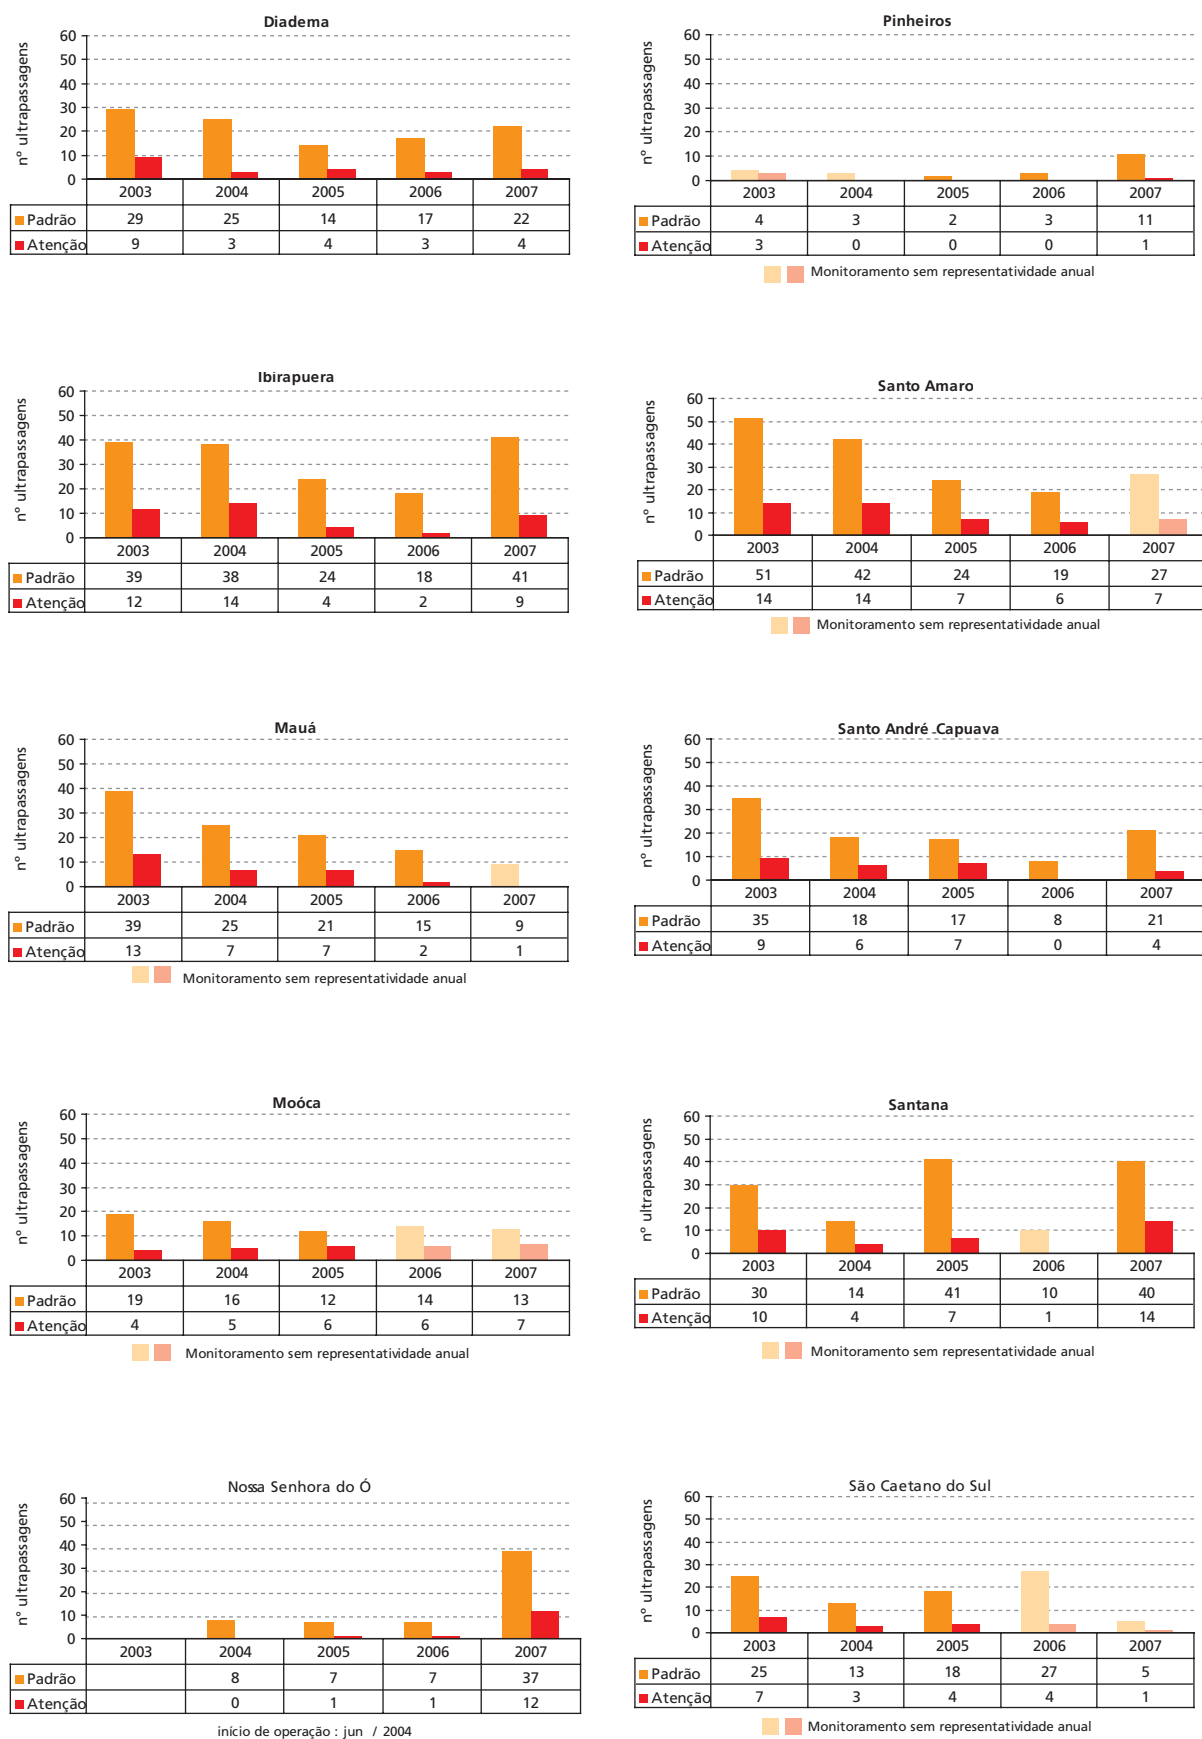 Diadema
nº ultrapassagens
60
50
40
30
20
10
0
2003 2004 2005 2006 2007
Padrão 29 25 14 17 22
Atenção 9 3 4 3 4
Pinheiros
nº ultrapassagens
60
50
40
30
20
10
0
2003 2004 2005 2006 2007
Padrão 4 3 2 3 11
Atenção 3 0 0 0 1
Monitoramento sem representatividade anual
Ibirapuera
nº ultrapassagens
60
50
40
30
20
10
0
2003 2004 2005 2006 2007
Padrão 39 38 24 18 41
Atenção 12 14 4 2 9
Santo Amaro
nº ultrapassagens
60
50
40
30
20
10
0
2003 2004 2005 2006 2007
Padrão 51 42 24 19 27
Atenção 14 14 7 6 7
Monitoramento sem representatividade anual
Mauá
nº ultrapassagens
60
50
40
30
20
10
0
2003 2004 2005 2006 2007
Padrão 39 25 21 15 9
Atenção 13 7 7 2 1
Monitoramento sem representatividade anual
Santo André-Capuava
nº ultrapassagens
60
50
40
30
20
10
0
2003 2004 2005 2006 2007
Padrão 35 18 17 8 21
Atenção 9 6 7 0 4
Moóca
nº ultrapassagens
60
50
40
30
20
10
0
2003 2004 2005 2006 2007
Padrão 19 16 12 14 13
Atenção 4 5 6 6 7
Monitoramento sem representatividade anual
Santana
nº ultrapassagens
60
50
40
30
20
10
0
2003 2004 2005 2006 2007
Padrão 30 14 41 10 40
Atenção 10 4 7 1 14
Monitoramento sem representatividade anual
Nossa Senhora do Ó
nº ultrapassagens
60
50
40
30
20
10
0
2003 2004 2005 2006 2007
Padrão 8 7 7 37
Atenção 0 1 1 12
início de operação : jun / 2004
São Caetano do Sul
nº ultrapassagens
60
50
40
30
20
10
0
2003 2004 2005 2006 2007
Padrão 25 13 18 27 5
Atenção 7 3 4 4 1
Monitoramento sem representatividade anual